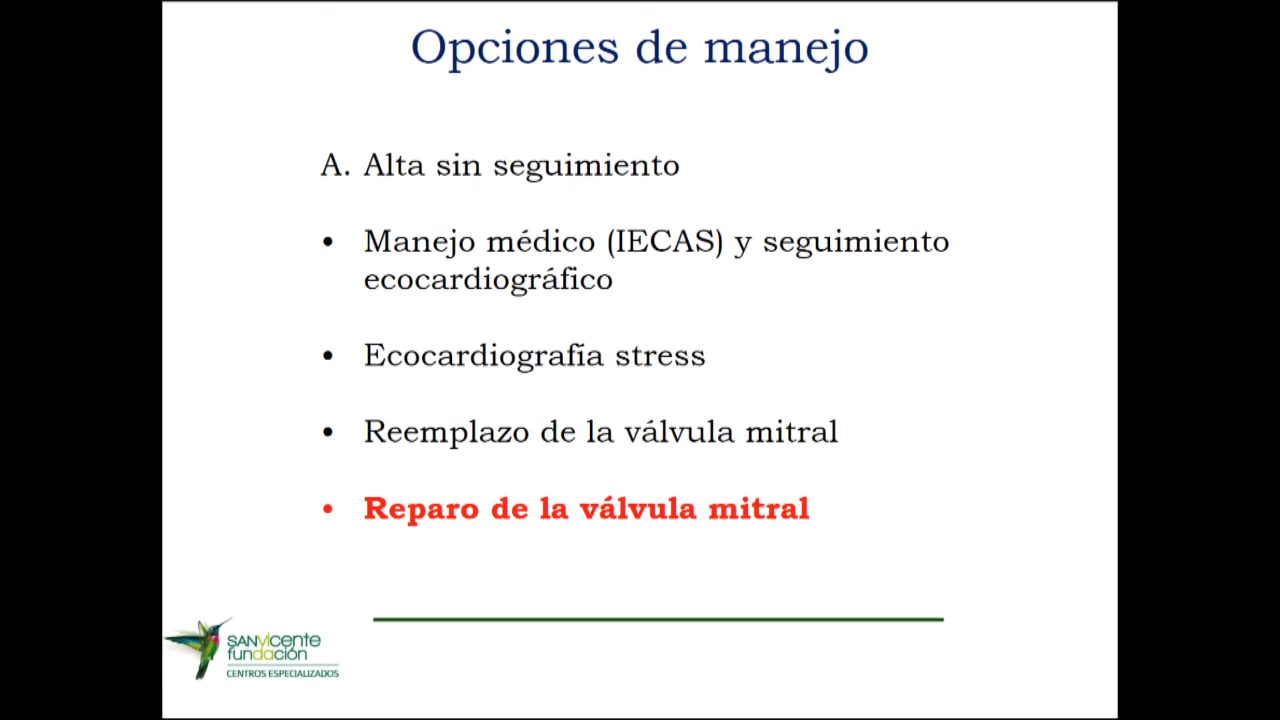 Opciones de manejo
A. Alta sin seguimiento
• Manejo médico (IECAS) y seguimiento
ecocardiográfico
• Ecocardiografía stress
• Reemplazo de la válvula mitral
• Reparo de la válvula mitral
SANVICENTE
fundación
CENTROS ESPECIALIZADOS